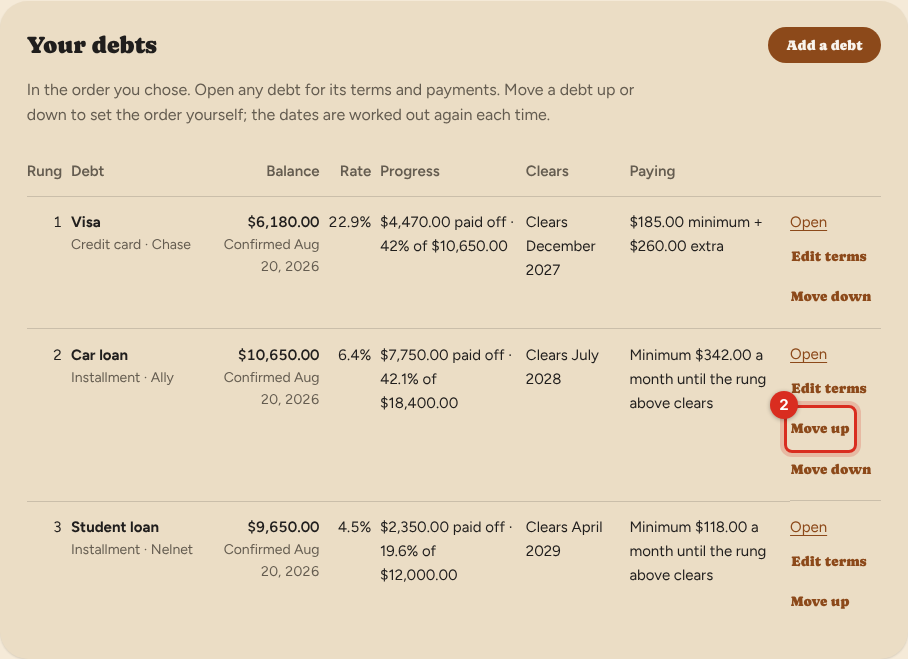 Your debts
Add a debt
In the order you chose. Open any debt for its terms and payments. Move a debt up or
down to set the order yourself; the dates are worked out again each time.
Rung Debt Balance Rate Progress Clears Paying
1 Visa $6,180.00 22.9% $4,470.00 paid off · Clears $185.00 minimum + Open
Credit card · Chase Confirmed Aug 42% of $10,650.00 December $260.00 extra Edit terms
20, 2026 2027
Move down
2 Car loan $10,650.00 6.4% $7,750.00 paid off · Clears July Minimum $342.00 a Open
Installment · Ally Confirmed Aug 42.1% of 2028 month until the rung Edit terms
20, 2026 $18,400.00 above clears
2
Move up
Move down
3 Student loan $9,650.00 4.5% $2,350.00 paid off · Clears April Minimum $118.00 a Open
Installment · Nelnet Confirmed Aug 19.6% of 2029 month until the rung Edit terms
20, 2026 $12,000.00 above clears
Move up